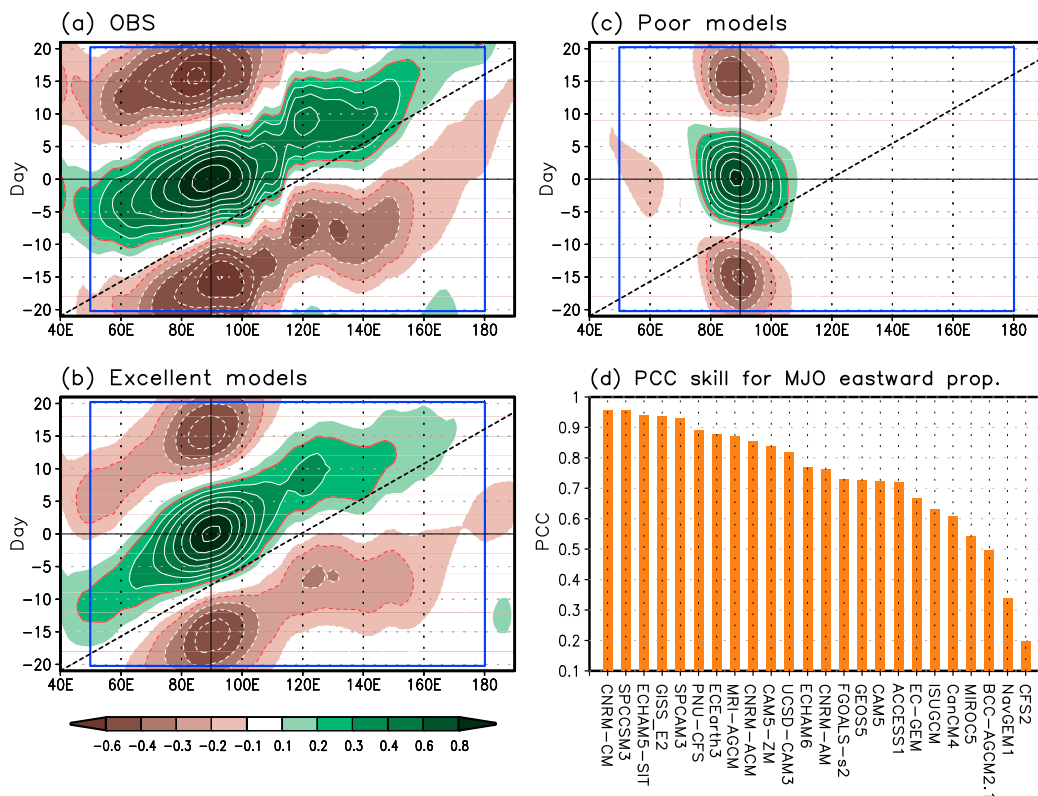 (a) OBS
Day
20
15
10
5
0
−5
−10
−15
−20
40E 60E 80E 100E 120E 140E 160E 180
(c) Poor models
Day
20
15
10
5
0
−5
−10
−15
−20
40E 60E 80E 100E 120E 140E 160E 180
(b) Excellent models
Day
20
15
10
5
0
−5
−10
−15
−20
40E 60E 80E 100E 120E 140E 160E 180
−0.6 −0.4 −0.3 −0.2 −0.1 0.1 0.2 0.3 0.4 0.6 0.8
(d) PCC skill for MJO eastward prop.
PCC
1
0.9
0.8
0.7
0.6
0.5
0.4
0.3
0.2
0.1
CNRM−CM
SPCCSM3
ECHAM5−SIT
GISS_E2
SPCAM3
PNU−CFS
ECEarth3
MRI−AGCM
CNRM−ACM
CAM5−ZM
UCSD−CAM3
ECHAM6
CNRM−AM
FGOALS−s2
GEOS5
CAM5
ACCESS1
EC−GEM
ISUGCM
CanCM4
MIROC5
BCC−AGCM2.1
NavGEM1
CFS2